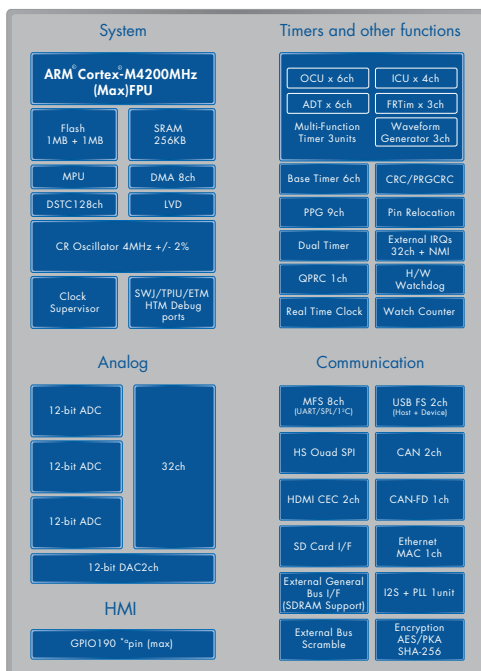 System
ARM® Cortex®-M4200MHz
(Max)FPU
Flash
1MB + 1MB
SRAM
256KB
MPU
DMA 8ch
DSTC128ch
LVD
CR Oscillator 4MHz +/- 2%
Clock
Supervisor
SWJ/TPIU/ETM
HTM Debug
ports
Timers and other functions
OCU x 6ch
ICU x 4ch
ADT x 6ch
FRTim x 3ch
Multi-Function
Timer 3units
Waveform
Generator 3ch
Base Timer 6ch
CRC/PRGCRC
PPG 9ch
Pin Relocation
Dual Timer
External IRQs
32ch + NMI
QPRC 1ch
H/W
Watchdog
Real Time Clock
Watch Counter
Analog
12-bit ADC
12-bit ADC
12-bit ADC
32ch
12-bit DAC2ch
HMI
GPIO190 *ᵃpin (max)
Communication
MFS 8ch
(UART/SPL/1²C)
USB FS 2ch
(Host + Device)
HS Ouad SPI
CAN 2ch
HDMI CEC 2ch
CAN-FD 1ch
SD Card I/F
Ethernet
MAC 1ch
External General
Bus I/F
(SDRAM Support)
I2S + PLL 1unit
External Bus
Scramble
Encryption
AES/PKA
SHA-256